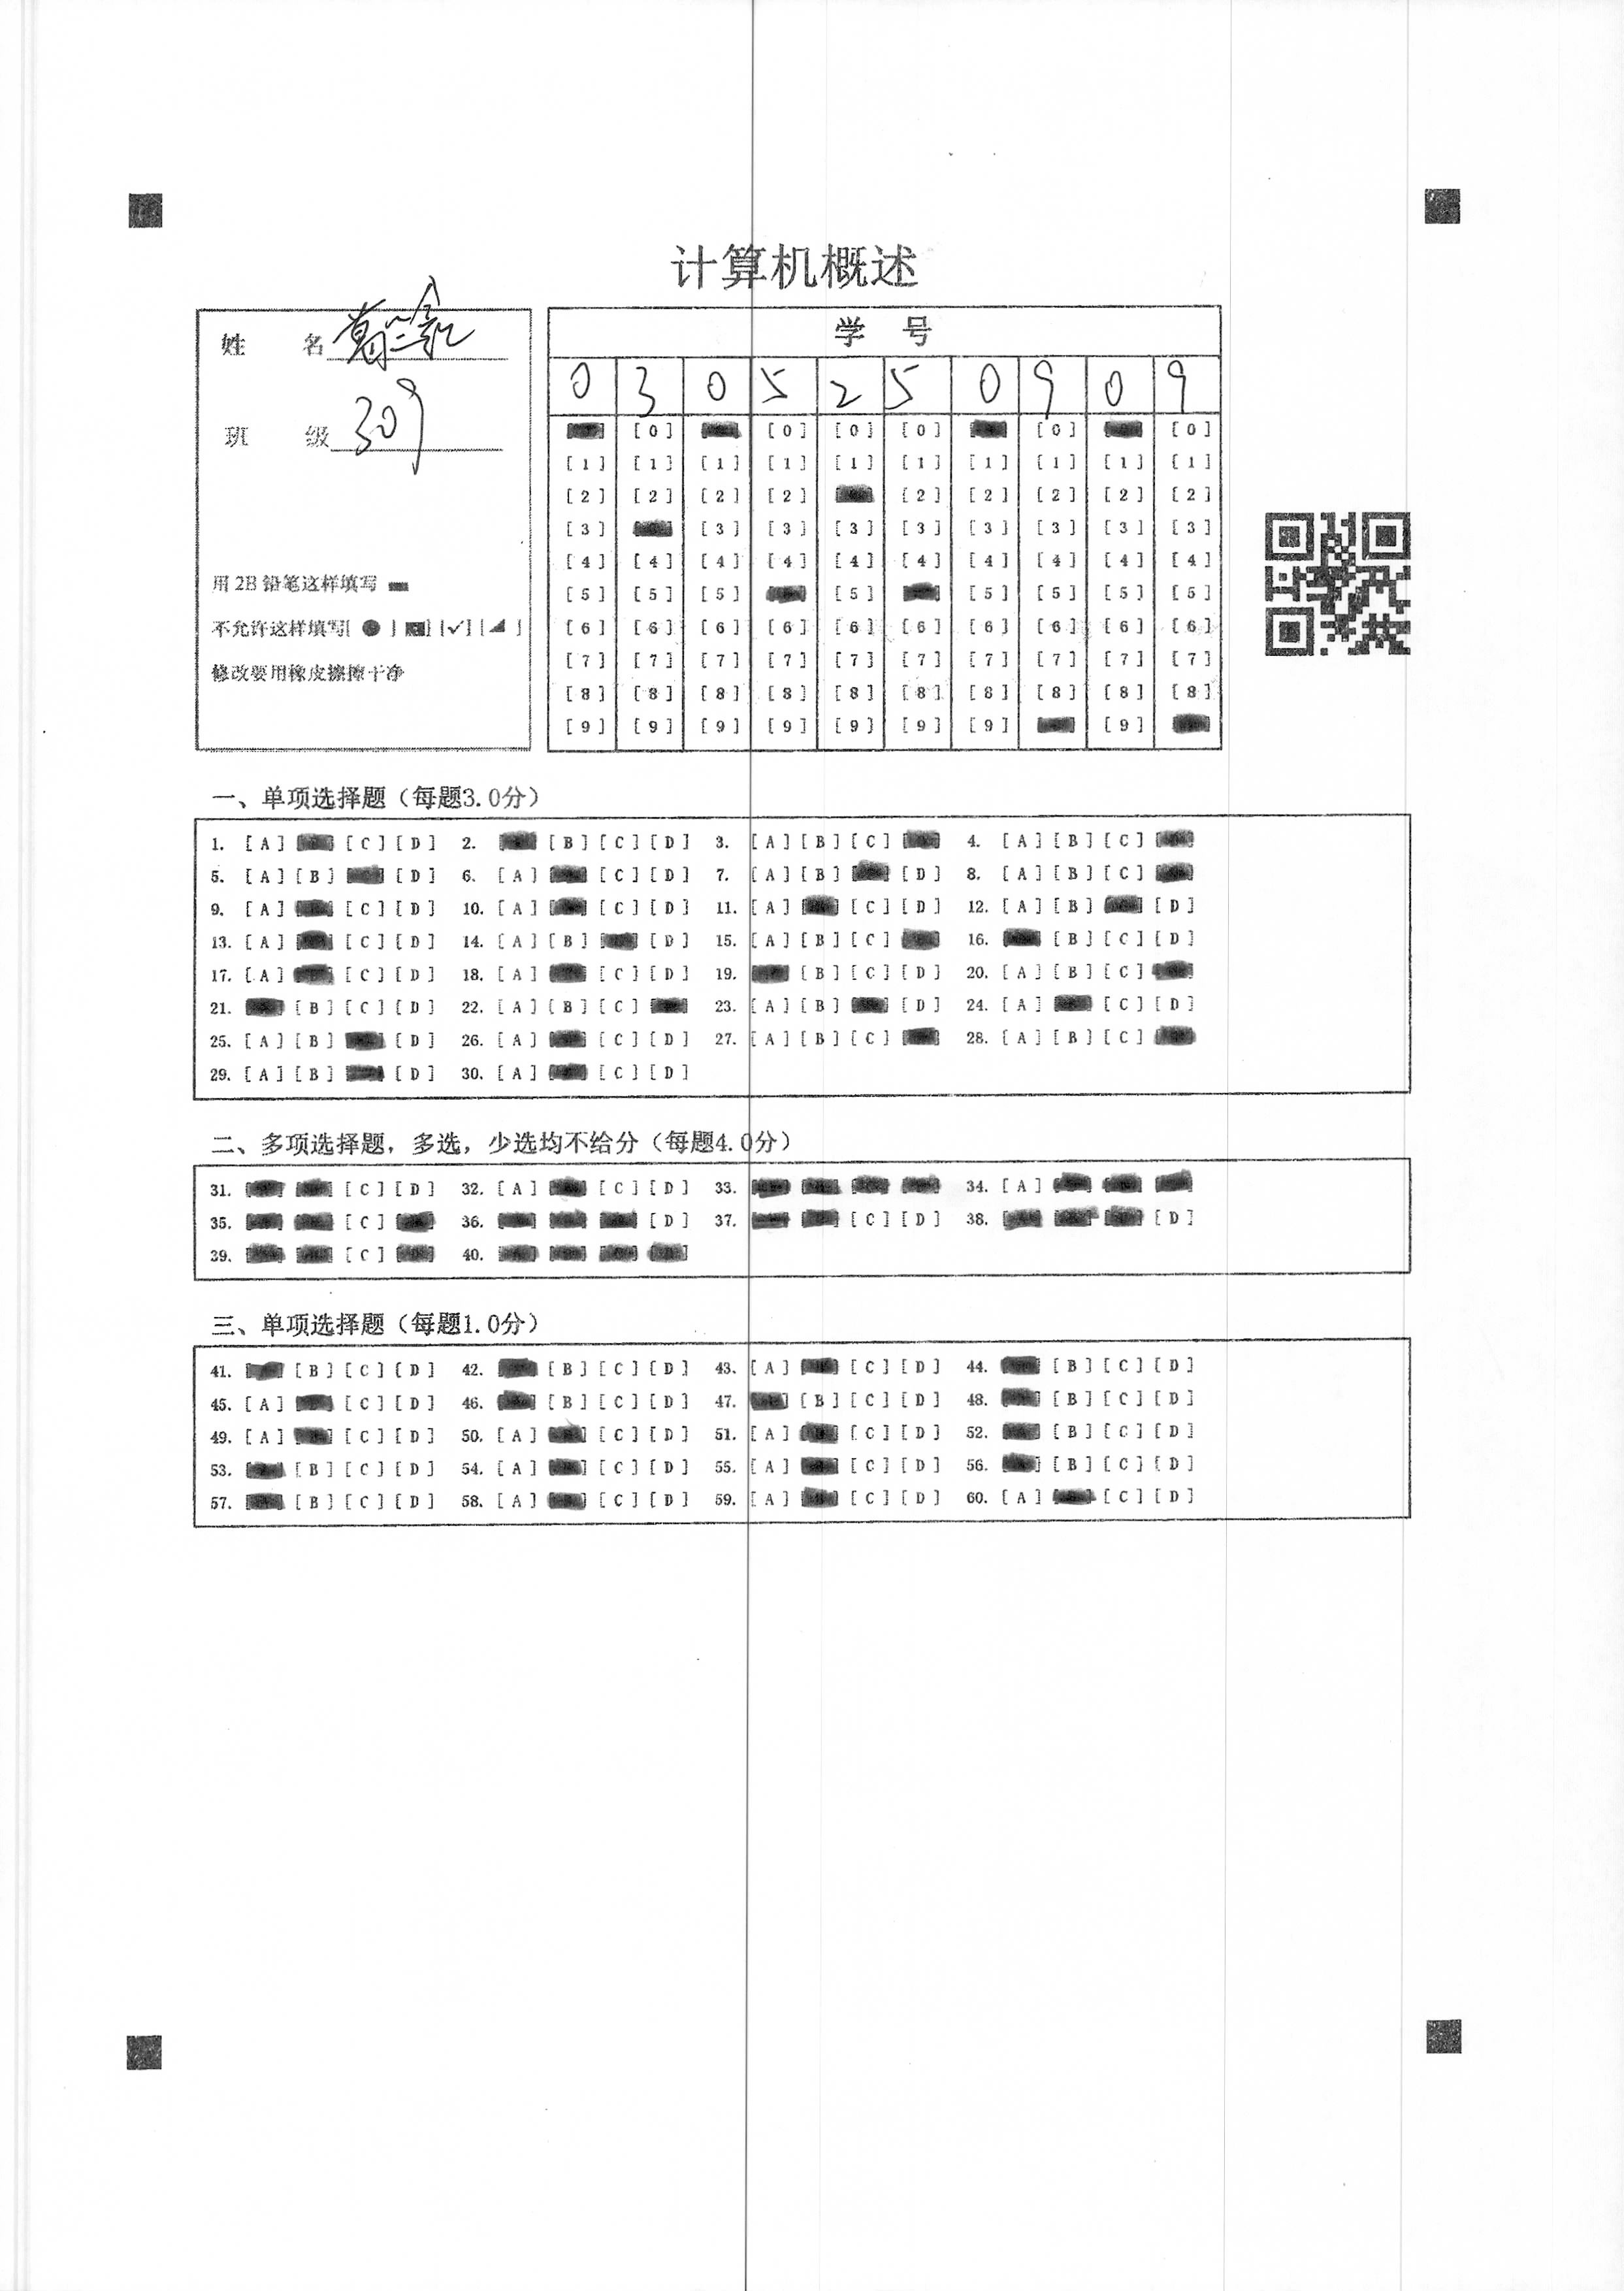 计算机概述
姓 名
班 级 309
用 2B 铅笔这样填写
不允许这样填写[ ● ] [ ] [✓] [ ]
修改要用橡皮擦擦干净
学 号
0 3 0 5 2 5 0 9 0 9
[0] [0] [0] [0] [0] [0]
[1] [1] [1] [1] [1] [1] [1] [1] [1] [1]
[2] [2] [2] [2] [2] [2] [2] [2] [2]
[3] [3] [3] [3] [3] [3] [3] [3] [3]
[4] [4] [4] [4] [4] [4] [4] [4] [4] [4]
[5] [5] [5] [5] [5] [5] [5] [5]
[6] [6] [6] [6] [6] [6] [6] [6] [6] [6]
[7] [7] [7] [7] [7] [7] [7] [7] [7] [7]
[8] [8] [8] [8] [8] [8] [8] [8] [8] [8]
[9] [9] [9] [9] [9] [9] [9] [9]
一、单项选择题（每题3.0分）
1. [A] [C] [D] 2. [B] [C] [D] 3. [A] [B] [C] 4. [A] [B] [C]
5. [A] [B] [D] 6. [A] [C] [D] 7. [A] [B] [D] 8. [A] [B] [C]
9. [A] [C] [D] 10. [A] [C] [D] 11. [A] [C] [D] 12. [A] [B] [D]
13. [A] [C] [D] 14. [A] [B] [D] 15. [A] [B] [C] 16. [B] [C] [D]
17. [A] [C] [D] 18. [A] [C] [D] 19. [B] [C] [D] 20. [A] [B] [C]
21. [B] [C] [D] 22. [A] [B] [C] 23. [A] [B] [D] 24. [A] [C] [D]
25. [A] [B] [D] 26. [A] [C] [D] 27. [A] [B] [C] 28. [A] [B] [C]
29. [A] [B] [D] 30. [A] [C] [D]
二、多项选择题，多选，少选均不给分（每题4.0分）
31. [C] [D] 32. [A] [C] [D] 33. 34. [A]
35. [C] 36. [D] 37. [C] [D] 38. [D]
39. [C] 40.
三、单项选择题（每题1.0分）
41. [B] [C] [D] 42. [B] [C] [D] 43. [A] [C] [D] 44. [B] [C] [D]
45. [A] [C] [D] 46. [B] [C] [D] 47. [B] [C] [D] 48. [B] [C] [D]
49. [A] [C] [D] 50. [A] [C] [D] 51. [A] [C] [D] 52. [B] [C] [D]
53. [B] [C] [D] 54. [A] [C] [D] 55. [A] [C] [D] 56. [B] [C] [D]
57. [B] [C] [D] 58. [A] [C] [D] 59. [A] [C] [D] 60. [A] [C] [D]